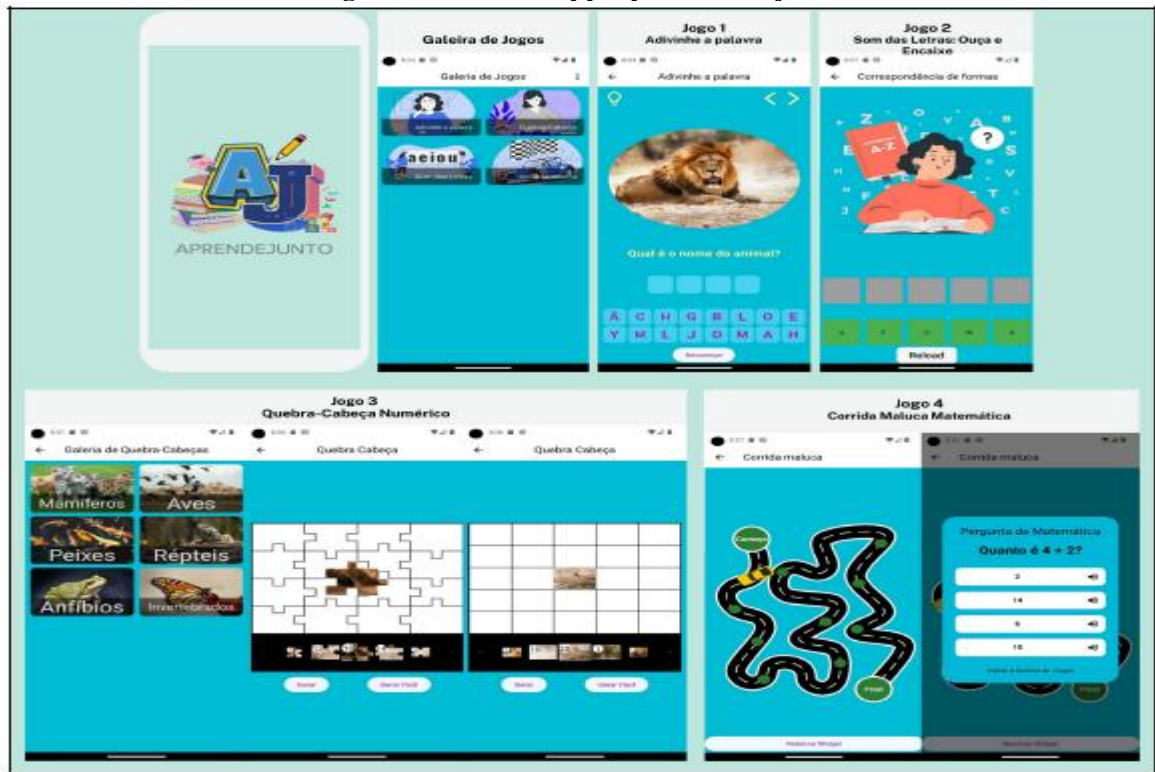 AJ
APRENDEJUNTO
Galeira de Jogos
Galeria de Jogos
aeiou
Jogo 1
Adivinhe a palavra
Adivinhe a palavra
Qual é o nome do animal?
Ã C H G B L O E
Y M L J D M A H
Jogo 2
Som das Letras: Ouça e
Encaixe
Correspondência de formas
A-Z
?
Reload
Jogo 3
Quebra-Cabeça Numérico
Galeria de Quebra-Cabeças
Mamíferos
Aves
Peixes
Répteis
Anfíbios
Invertebrados
Quebra Cabeça
Quebra Cabeça
Jogo 4
Corrida Maluca Matemática
Corrida maluca
Começo
Final
Corrida maluca
Pergunta de Matemática
Quanto é 4 + 2?
14